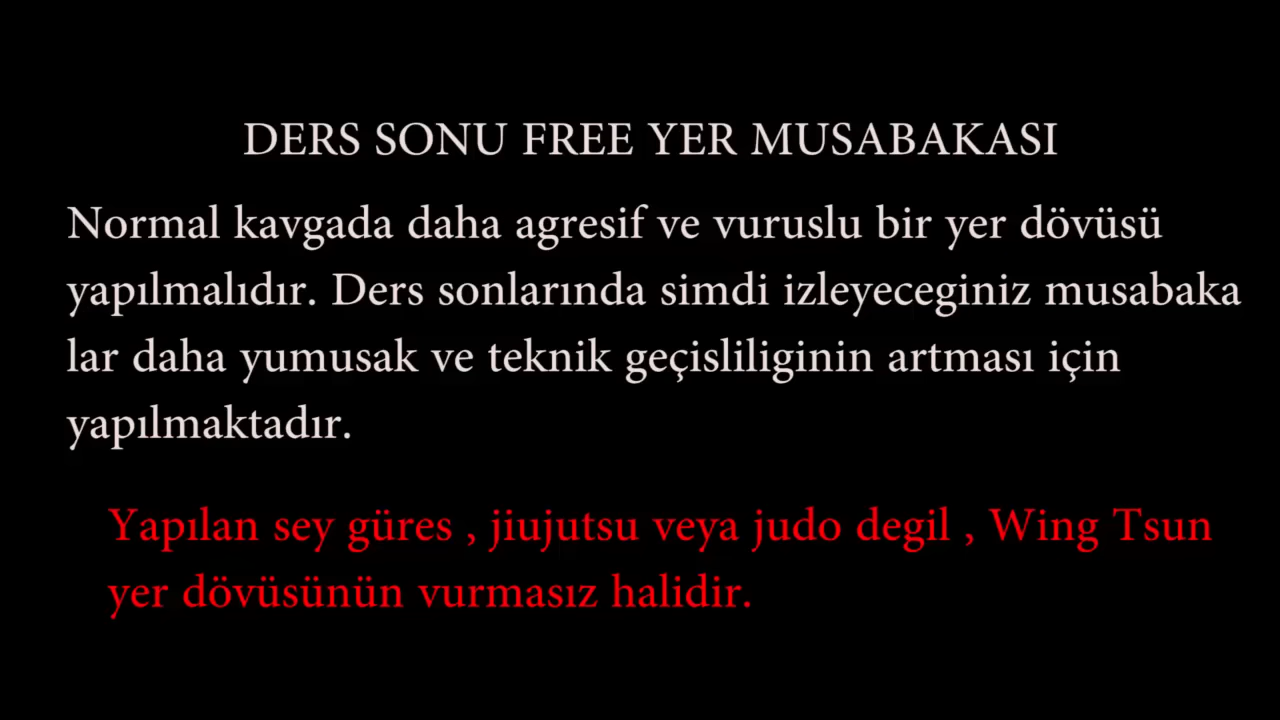 DERS SONU FREE YER MUSABAKASI
Normal kavgada daha agresif ve vuruslu bir yer dövüsü
yapılmalıdır. Ders sonlarında simdi izleyeceginiz musabaka
lar daha yumusak ve teknik geçisliliginin artması için
yapılmaktadır.
Yapılan sey güres , jiujutsu veya judo degil , Wing Tsun
yer dövüsünün vurmasız halidir.